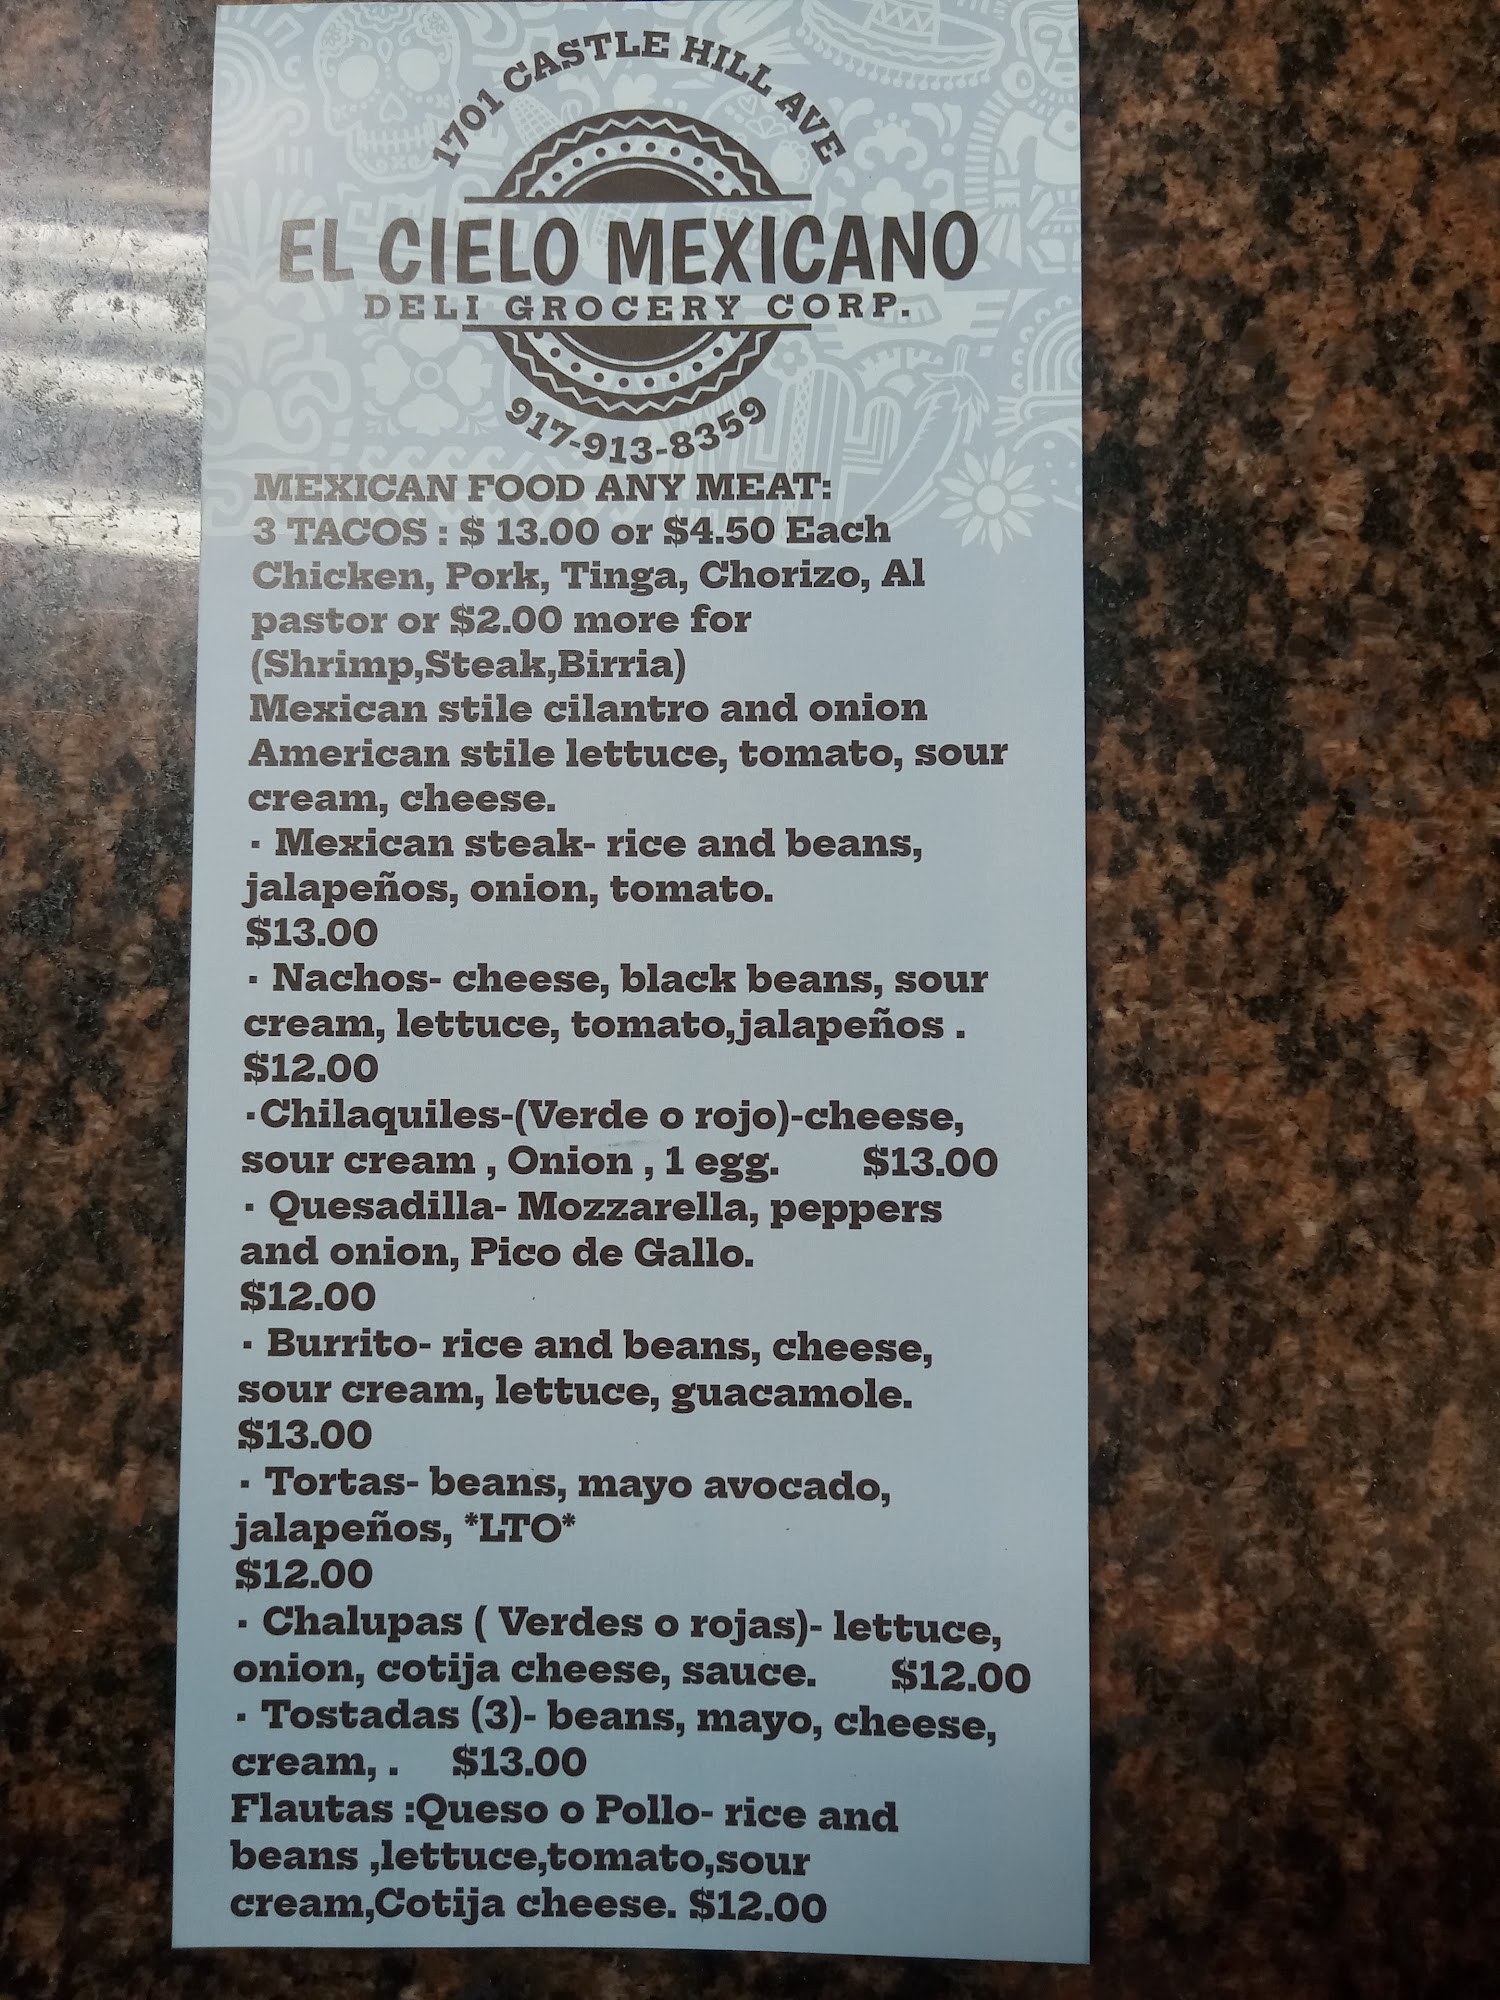 1701 CASTLE HILL AVE
EL CIELO MEXICANO
DELI GROCERY CORP.
917-913-8359
MEXICAN FOOD ANY MEAT:
3 TACOS : $ 13.00 or $4.50 Each
Chicken, Pork, Tinga, Chorizo, Al
pastor or $2.00 more for
(Shrimp,Steak,Birria)
Mexican stile cilantro and onion
American stile lettuce, tomato, sour
cream, cheese.
· Mexican steak- rice and beans,
jalapeños, onion, tomato.
$13.00
· Nachos- cheese, black beans, sour
cream, lettuce, tomato,jalapeños .
$12.00
·Chilaquiles-(Verde o rojo)-cheese,
sour cream , Onion , 1 egg. $13.00
· Quesadilla- Mozzarella, peppers
and onion, Pico de Gallo.
$12.00
· Burrito- rice and beans, cheese,
sour cream, lettuce, guacamole.
$13.00
· Tortas- beans, mayo avocado,
jalapeños, *LTO*
$12.00
· Chalupas ( Verdes o rojas)- lettuce,
onion, cotija cheese, sauce. $12.00
· Tostadas (3)- beans, mayo, cheese,
cream, . $13.00
Flautas :Queso o Pollo- rice and
beans ,lettuce,tomato,sour
cream,Cotija cheese. $12.00